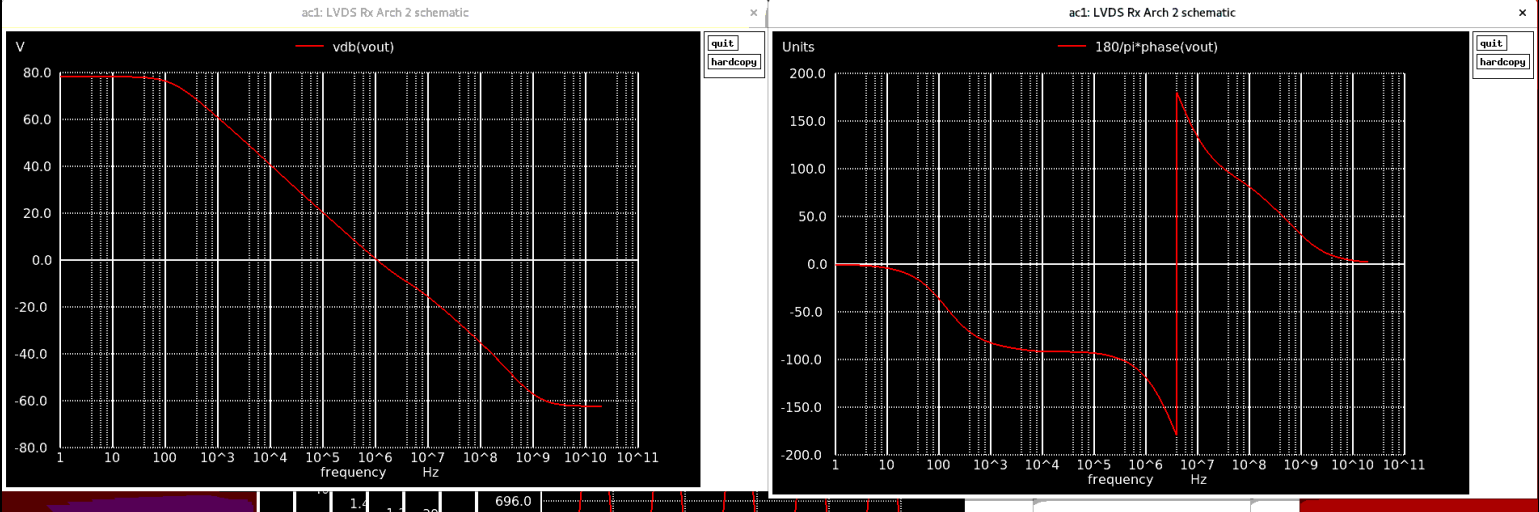 ac1: LVDS Rx Arch 2 schematic
×
V
vdb(vout)
quit
hardcopy
80.0
60.0
40.0
20.0
0.0
-20.0
-40.0
-60.0
-80.0
1 10 100 10^3 10^4 10^5 10^6 10^7 10^8 10^9 10^10 10^11
frequency Hz
ac1: LVDS Rx Arch 2 schematic
×
Units
180/pi*phase(vout)
quit
hardcopy
200.0
150.0
100.0
50.0
0.0
-50.0
-100.0
-150.0
-200.0
1 10 100 10^3 10^4 10^5 10^6 10^7 10^8 10^9 10^10 10^11
frequency Hz
696.0